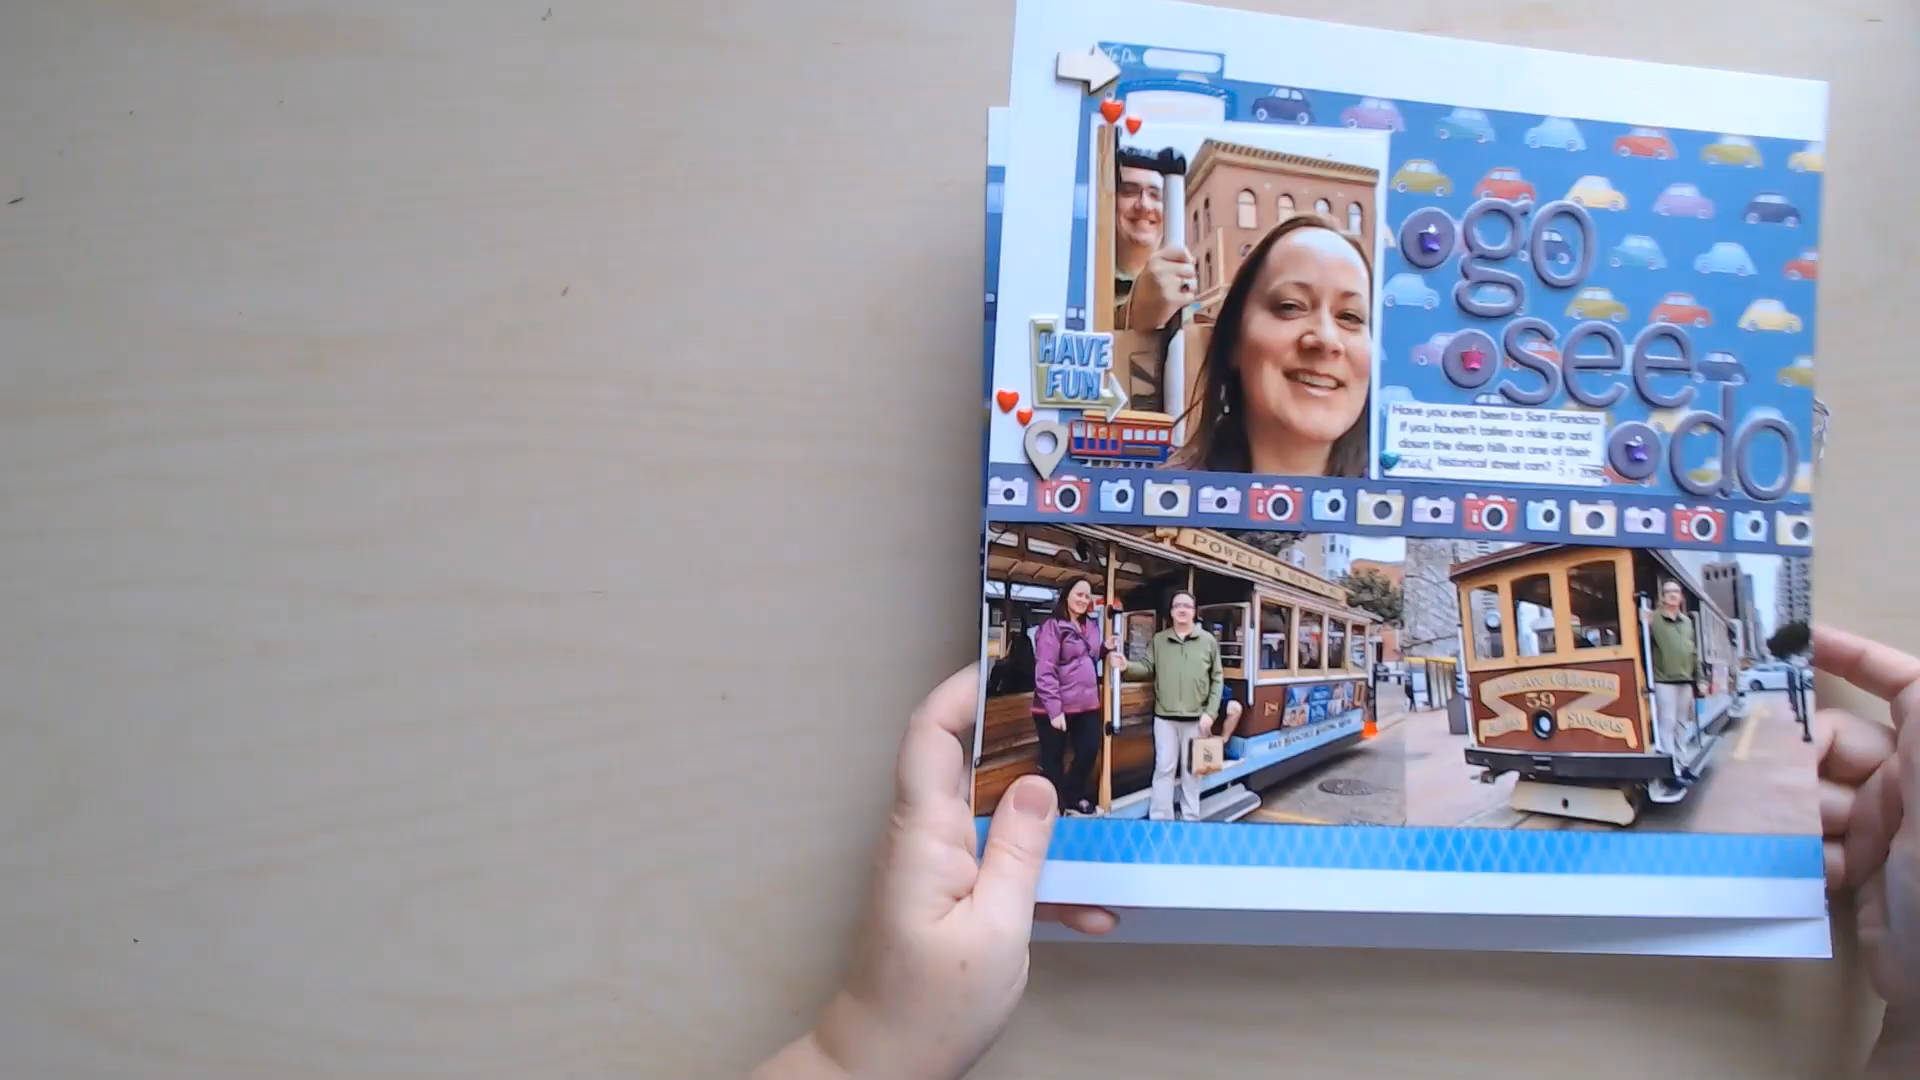 To Do
go
see
do
HAVE
FUN
Have you even been to San Francisco
if you haven't taken a ride up and
down the steep hills on one of their
historical street cars?
POWELL &
59